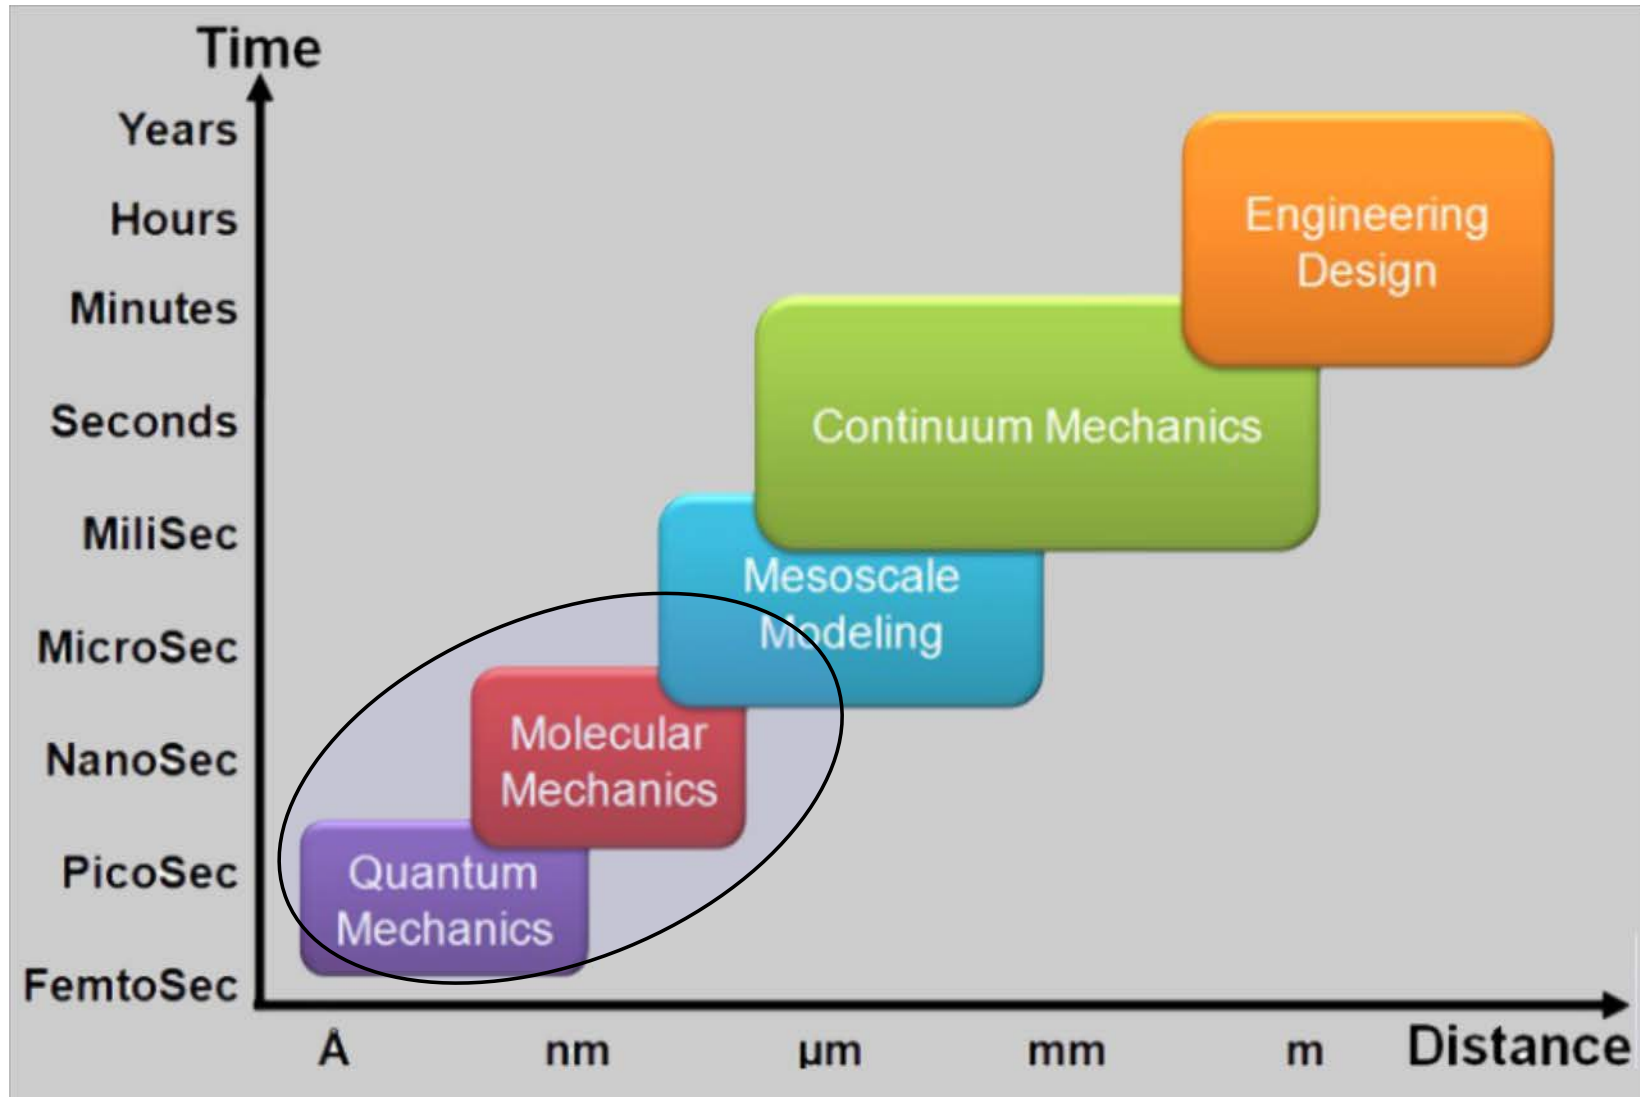 Time
Years
Hours
Minutes
Seconds
MiliSec
MicroSec
NanoSec
PicoSec
FemtoSec
Engineering
Design
Continuum Mechanics
Mesoscale
Modeling
Molecular
Mechanics
Quantum
Mechanics
Å nm µm mm m Distance